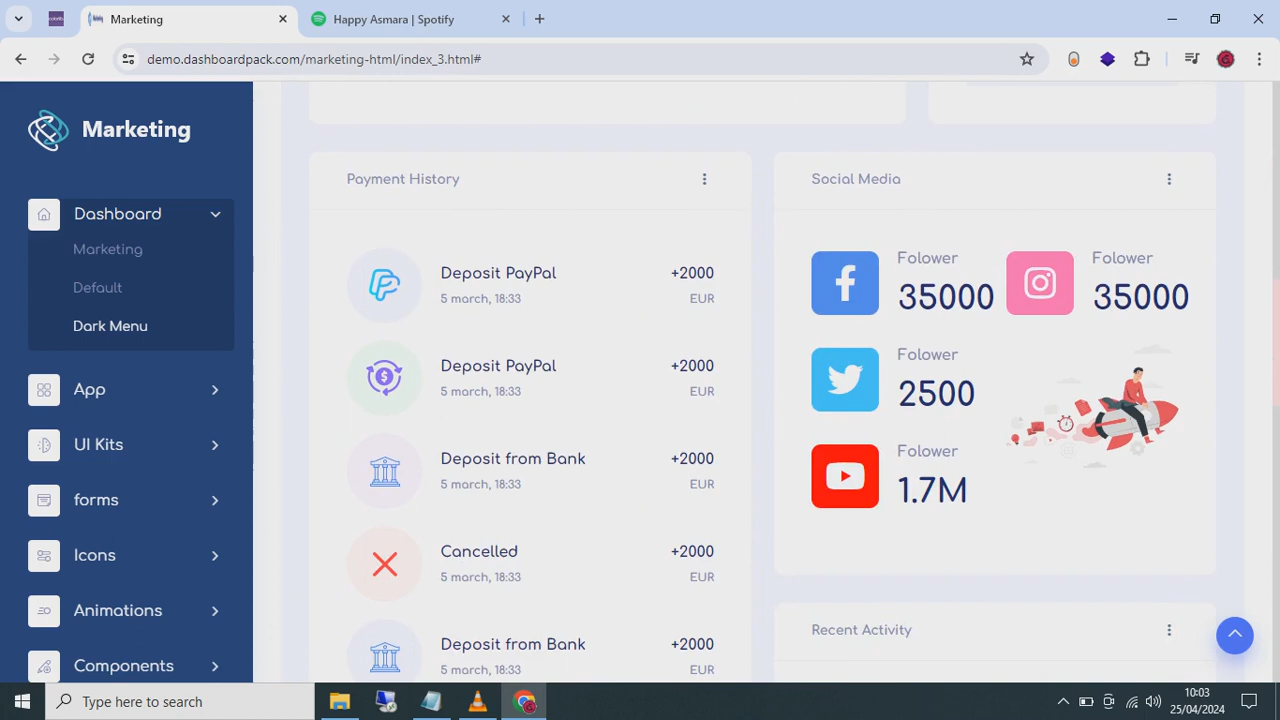 Marketing
Happy Asmara | Spotify
demo.dashboardpack.com/marketing-html/index_3.html#
Marketing
Dashboard
Marketing
Default
Dark Menu
App
UI Kits
forms
Icons
Animations
Components
Payment History
Deposit PayPal +2000
5 march, 18:33 EUR
Deposit PayPal +2000
5 march, 18:33 EUR
Deposit from Bank +2000
5 march, 18:33 EUR
Cancelled +2000
5 march, 18:33 EUR
Deposit from Bank +2000
5 march, 18:33 EUR
Social Media
Folower Folower
35000 35000
Folower
2500
Folower
1.7M
Recent Activity
Type here to search
10:03
25/04/2024